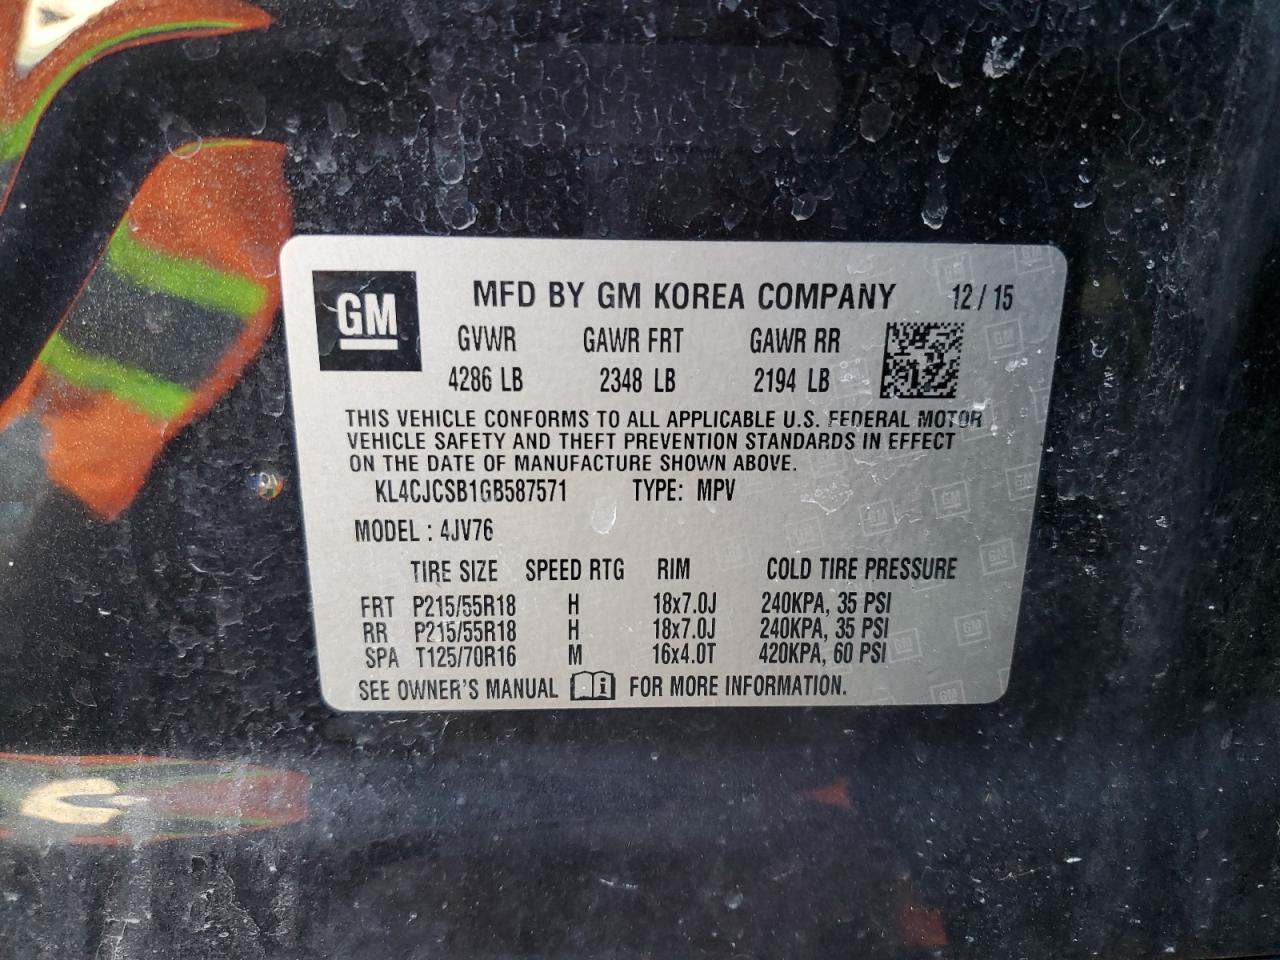 GM MFD BY GM KOREA COMPANY 12/15
GVWR GAWR FRT GAWR RR
4286 LB 2348 LB 2194 LB
THIS VEHICLE CONFORMS TO ALL APPLICABLE U.S. FEDERAL MOTOR
VEHICLE SAFETY AND THEFT PREVENTION STANDARDS IN EFFECT
ON THE DATE OF MANUFACTURE SHOWN ABOVE.
KL4CJCSB1GB587571 TYPE: MPV
MODEL : 4JV76
TIRE SIZE SPEED RTG RIM COLD TIRE PRESSURE
FRT P215/55R18 H 18x7.0J 240KPA, 35 PSI
RR P215/55R18 H 18x7.0J 240KPA, 35 PSI
SPA T125/70R16 M 16x4.0T 420KPA, 60 PSI
SEE OWNER'S MANUAL FOR MORE INFORMATION.